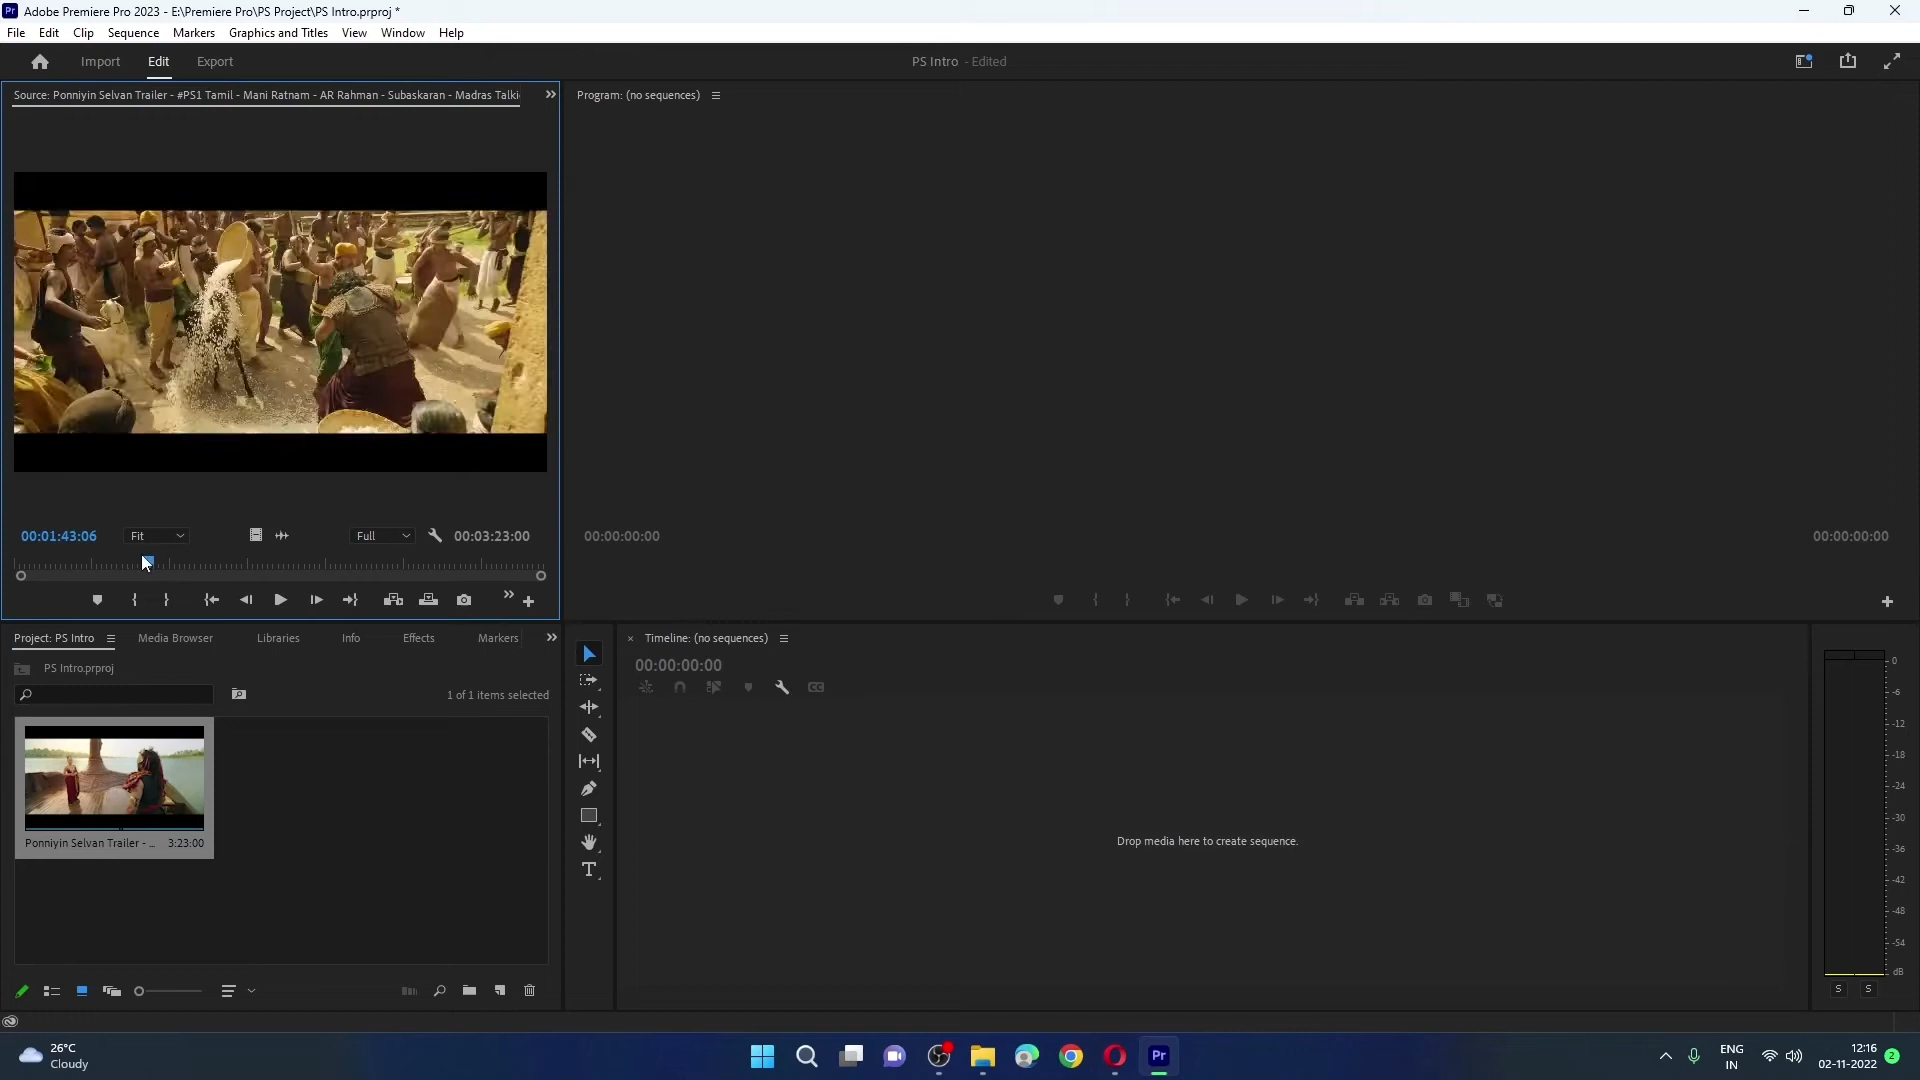 Adobe Premiere Pro 2023 - E:\Premiere Pro\PS Project\PS Intro.prproj *
File Edit Clip Sequence Markers Graphics and Titles View Window Help
Import Edit Export PS Intro - Edited
Source: Ponniyin Selvan Trailer - #PS1 Tamil - Mani Ratnam - AR Rahman - Subaskaran - Madras Talki
Program: (no sequences)
00:01:43:06 Fit Full 00:03:23:00
00:00:00:00 00:00:00:00
Project: PS Intro Media Browser Libraries Info Effects Markers
PS Intro.prproj
1 of 1 items selected
Ponniyin Selvan Trailer - ... 3:23:00
Timeline: (no sequences)
00:00:00:00
Drop media here to create sequence.
0
-6
-12
-18
-24
-30
-36
-42
-48
-54
dB
S S
26°C
Cloudy
ENG
IN
12:16
02-11-2022
2